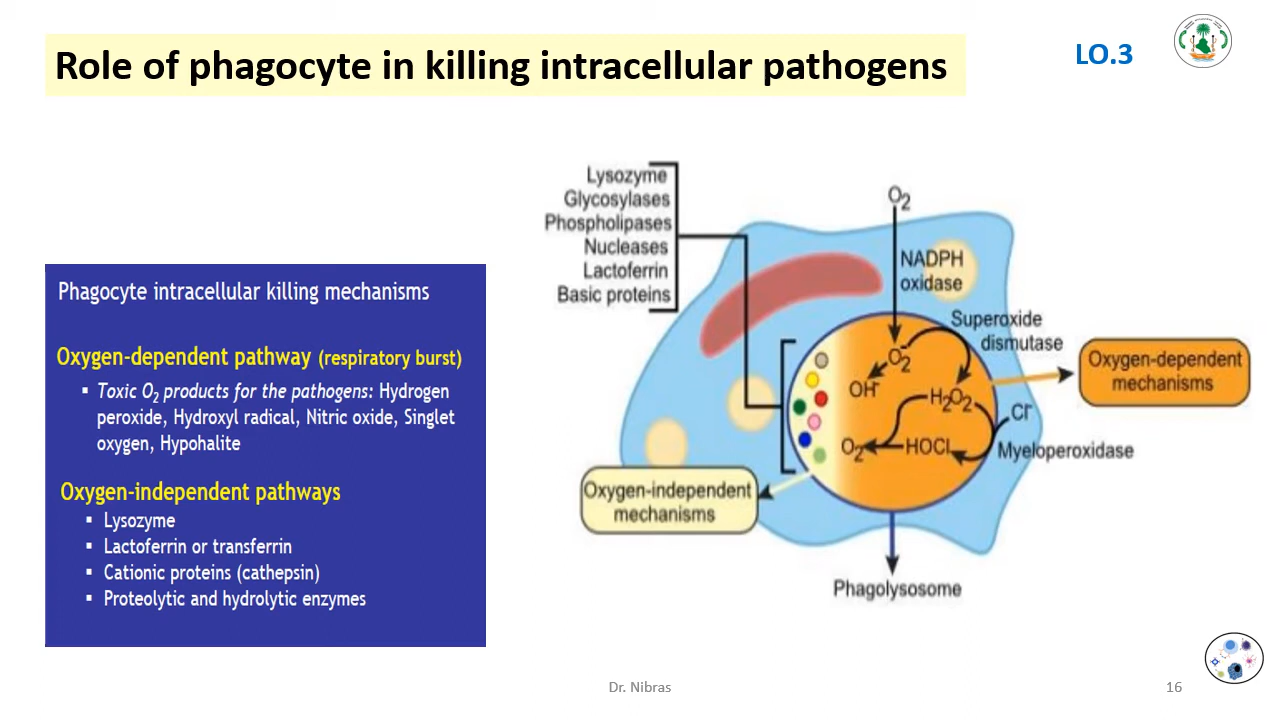 Role of phagocyte in killing intracellular pathogens
LO.3
Phagocyte intracellular killing mechanisms
Oxygen-dependent pathway (respiratory burst)
▪ Toxic O₂ products for the pathogens: Hydrogen
peroxide, Hydroxyl radical, Nitric oxide, Singlet
oxygen, Hypohalite
Oxygen-independent pathways
▪ Lysozyme
▪ Lactoferrin or transferrin
▪ Cationic proteins (cathepsin)
▪ Proteolytic and hydrolytic enzymes
Lysozyme
Glycosylases
Phospholipases
Nucleases
Lactoferrin
Basic proteins
O₂
NADPH
oxidase
Superoxide
dismutase
O₂⁻
OH⁻
H₂O₂
Cl⁻
O₂
HOCL
Myeloperoxidase
Oxygen-dependent
mechanisms
Oxygen-independent
mechanisms
Phagolysosome
Dr. Nibras
16